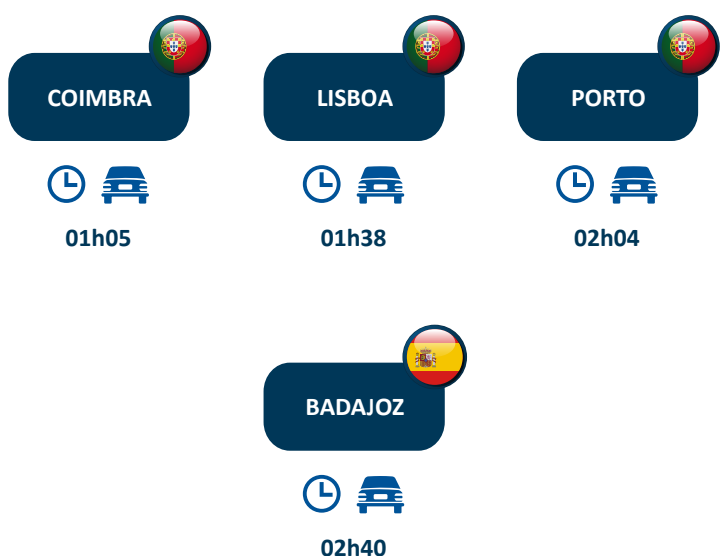 COIMBRA
LISBOA
PORTO
01h05
01h38
02h04
BADAJOZ
02h40